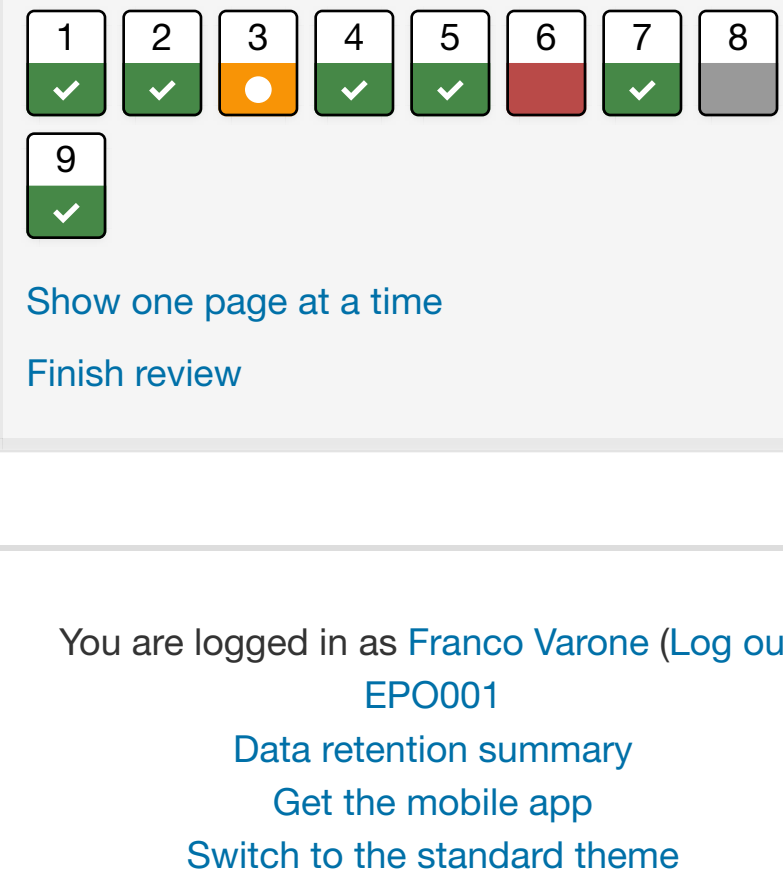 1 2 3 4 5 6 7 8
9
Show one page at a time
Finish review
You are logged in as Franco Varone (Log ou
EPO001
Data retention summary
Get the mobile app
Switch to the standard theme